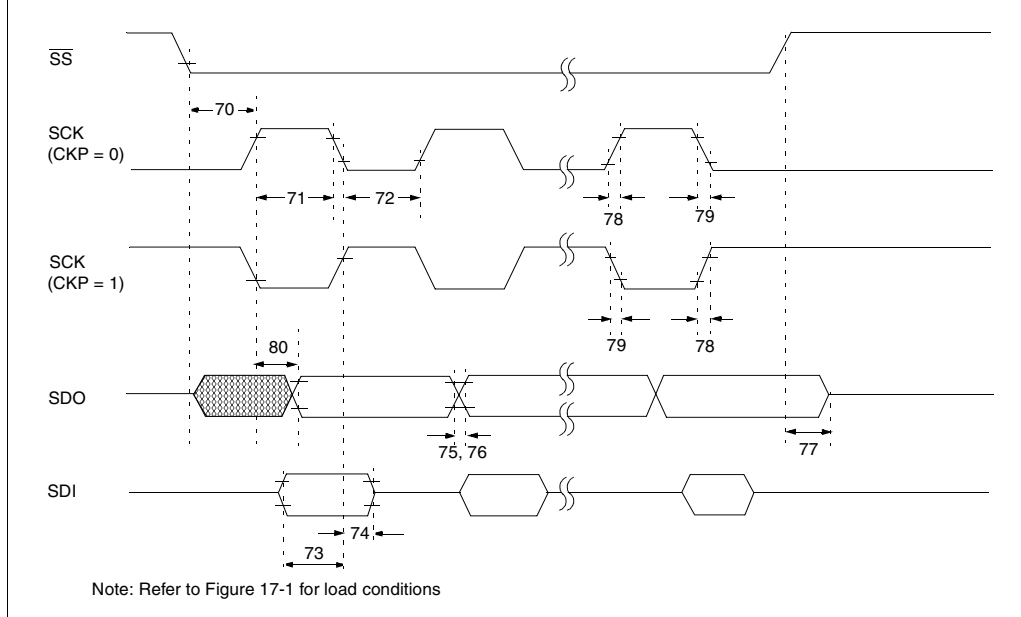 SS
70
SCK
(CKP = 0)
71
72
78
79
SCK
(CKP = 1)
79
78
80
SDO
75, 76
77
SDI
74
73
Note: Refer to Figure 17-1 for load conditions